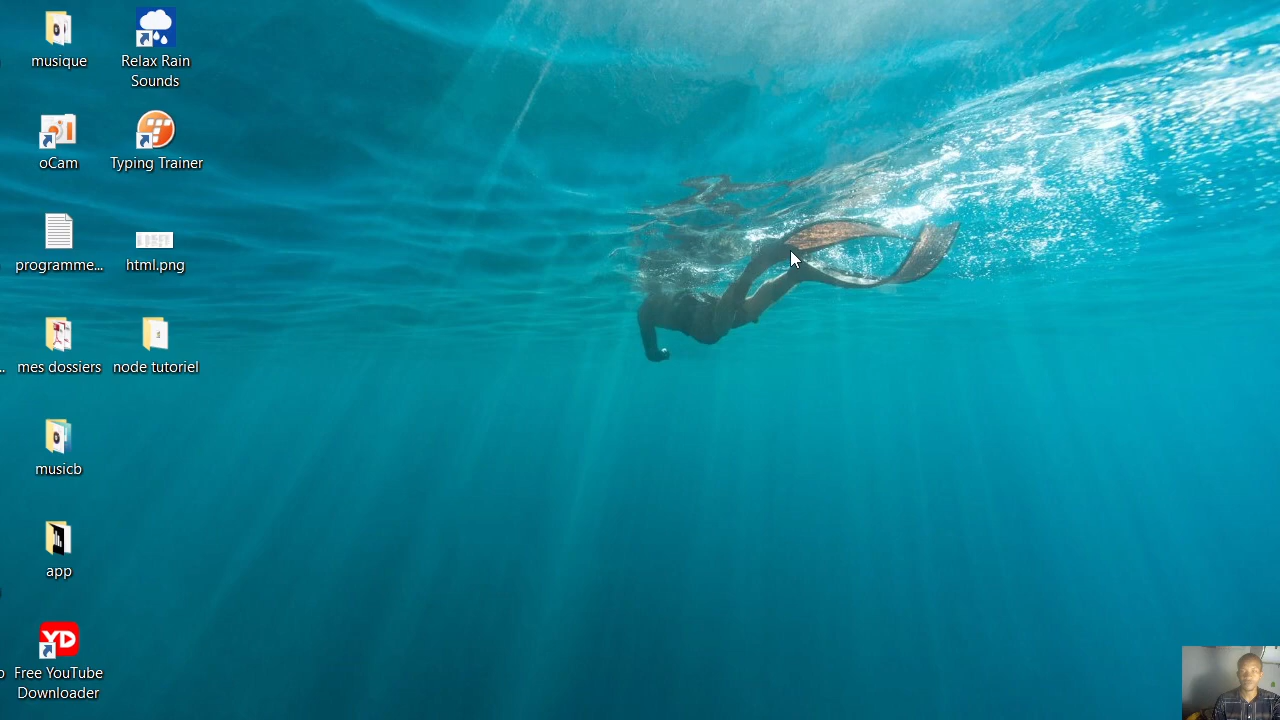 musique
Relax Rain
Sounds
oCam
Typing Trainer
programme...
html.png
mes dossiers
node tutoriel
musicb
app
YD
Free YouTube
Downloader